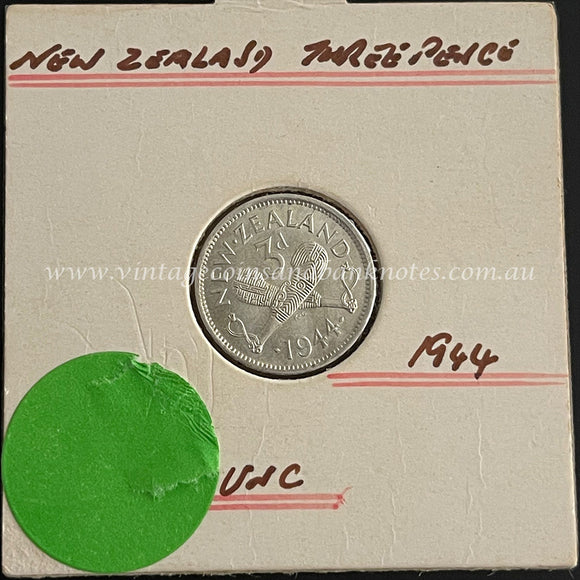 NEW ZEALAND THREEPENCE
NEW·ZEALAND
3d
www.vintagecoinsandbanknotes.com.au
·1944·
1944
UNC